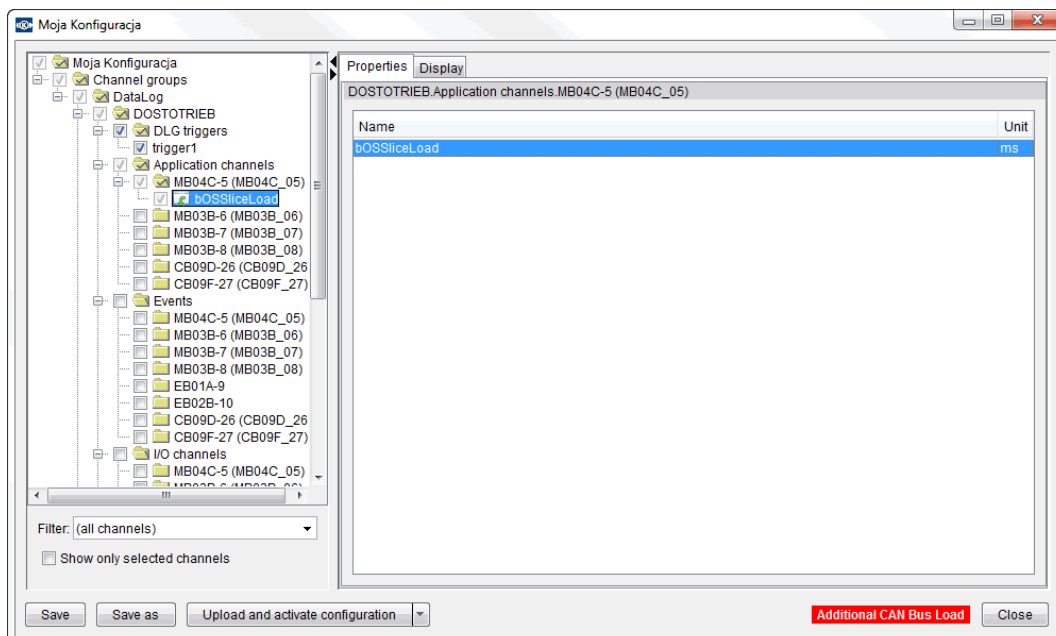 Moja Konfiguracja
Moja Konfiguracja
Channel groups
DataLog
DOSTOTRIEB
DLG triggers
trigger1
Application channels
MB04C-5 (MB04C_05)
bOSSliceLoad
MB03B-6 (MB03B_06)
MB03B-7 (MB03B_07)
MB03B-8 (MB03B_08)
CB09D-26 (CB09D_26
CB09F-27 (CB09F_27)
Events
MB04C-5 (MB04C_05)
MB03B-6 (MB03B_06)
MB03B-7 (MB03B_07)
MB03B-8 (MB03B_08)
EB01A-9
EB02B-10
CB09D-26 (CB09D_26
CB09F-27 (CB09F_27)
I/O channels
MB04C-5 (MB04C_05)
Filter: (all channels)
Show only selected channels
Properties Display
DOSTOTRIEB.Application channels.MB04C-5 (MB04C_05)
Name Unit
bOSSliceLoad ms
Save Save as Upload and activate configuration Additional CAN Bus Load Close